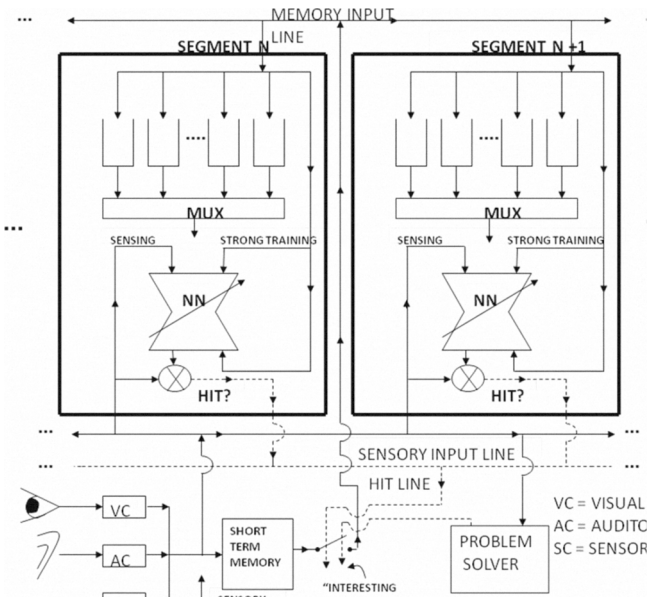 MEMORY INPUT
LINE
SEGMENT N
SEGMENT N +1
MUX
MUX
SENSING
STRONG TRAINING
SENSING
STRONG TRAINING
NN
NN
HIT?
HIT?
SENSORY INPUT LINE
HIT LINE
VC
AC
SHORT
TERM
MEMORY
"INTERESTING
PROBLEM
SOLVER
VC = VISUAL
AC = AUDITO
SC = SENSOR